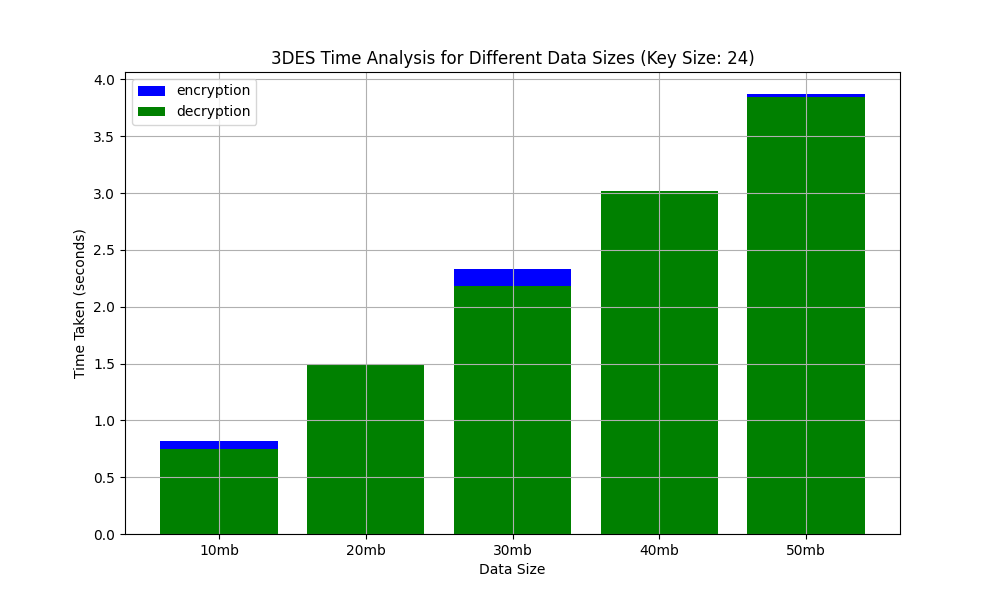 3DES Time Analysis for Different Data Sizes (Key Size: 24)
encryption
decryption
Time Taken (seconds)
4.0
3.5
3.0
2.5
2.0
1.5
1.0
0.5
0.0
10mb 20mb 30mb 40mb 50mb
Data Size